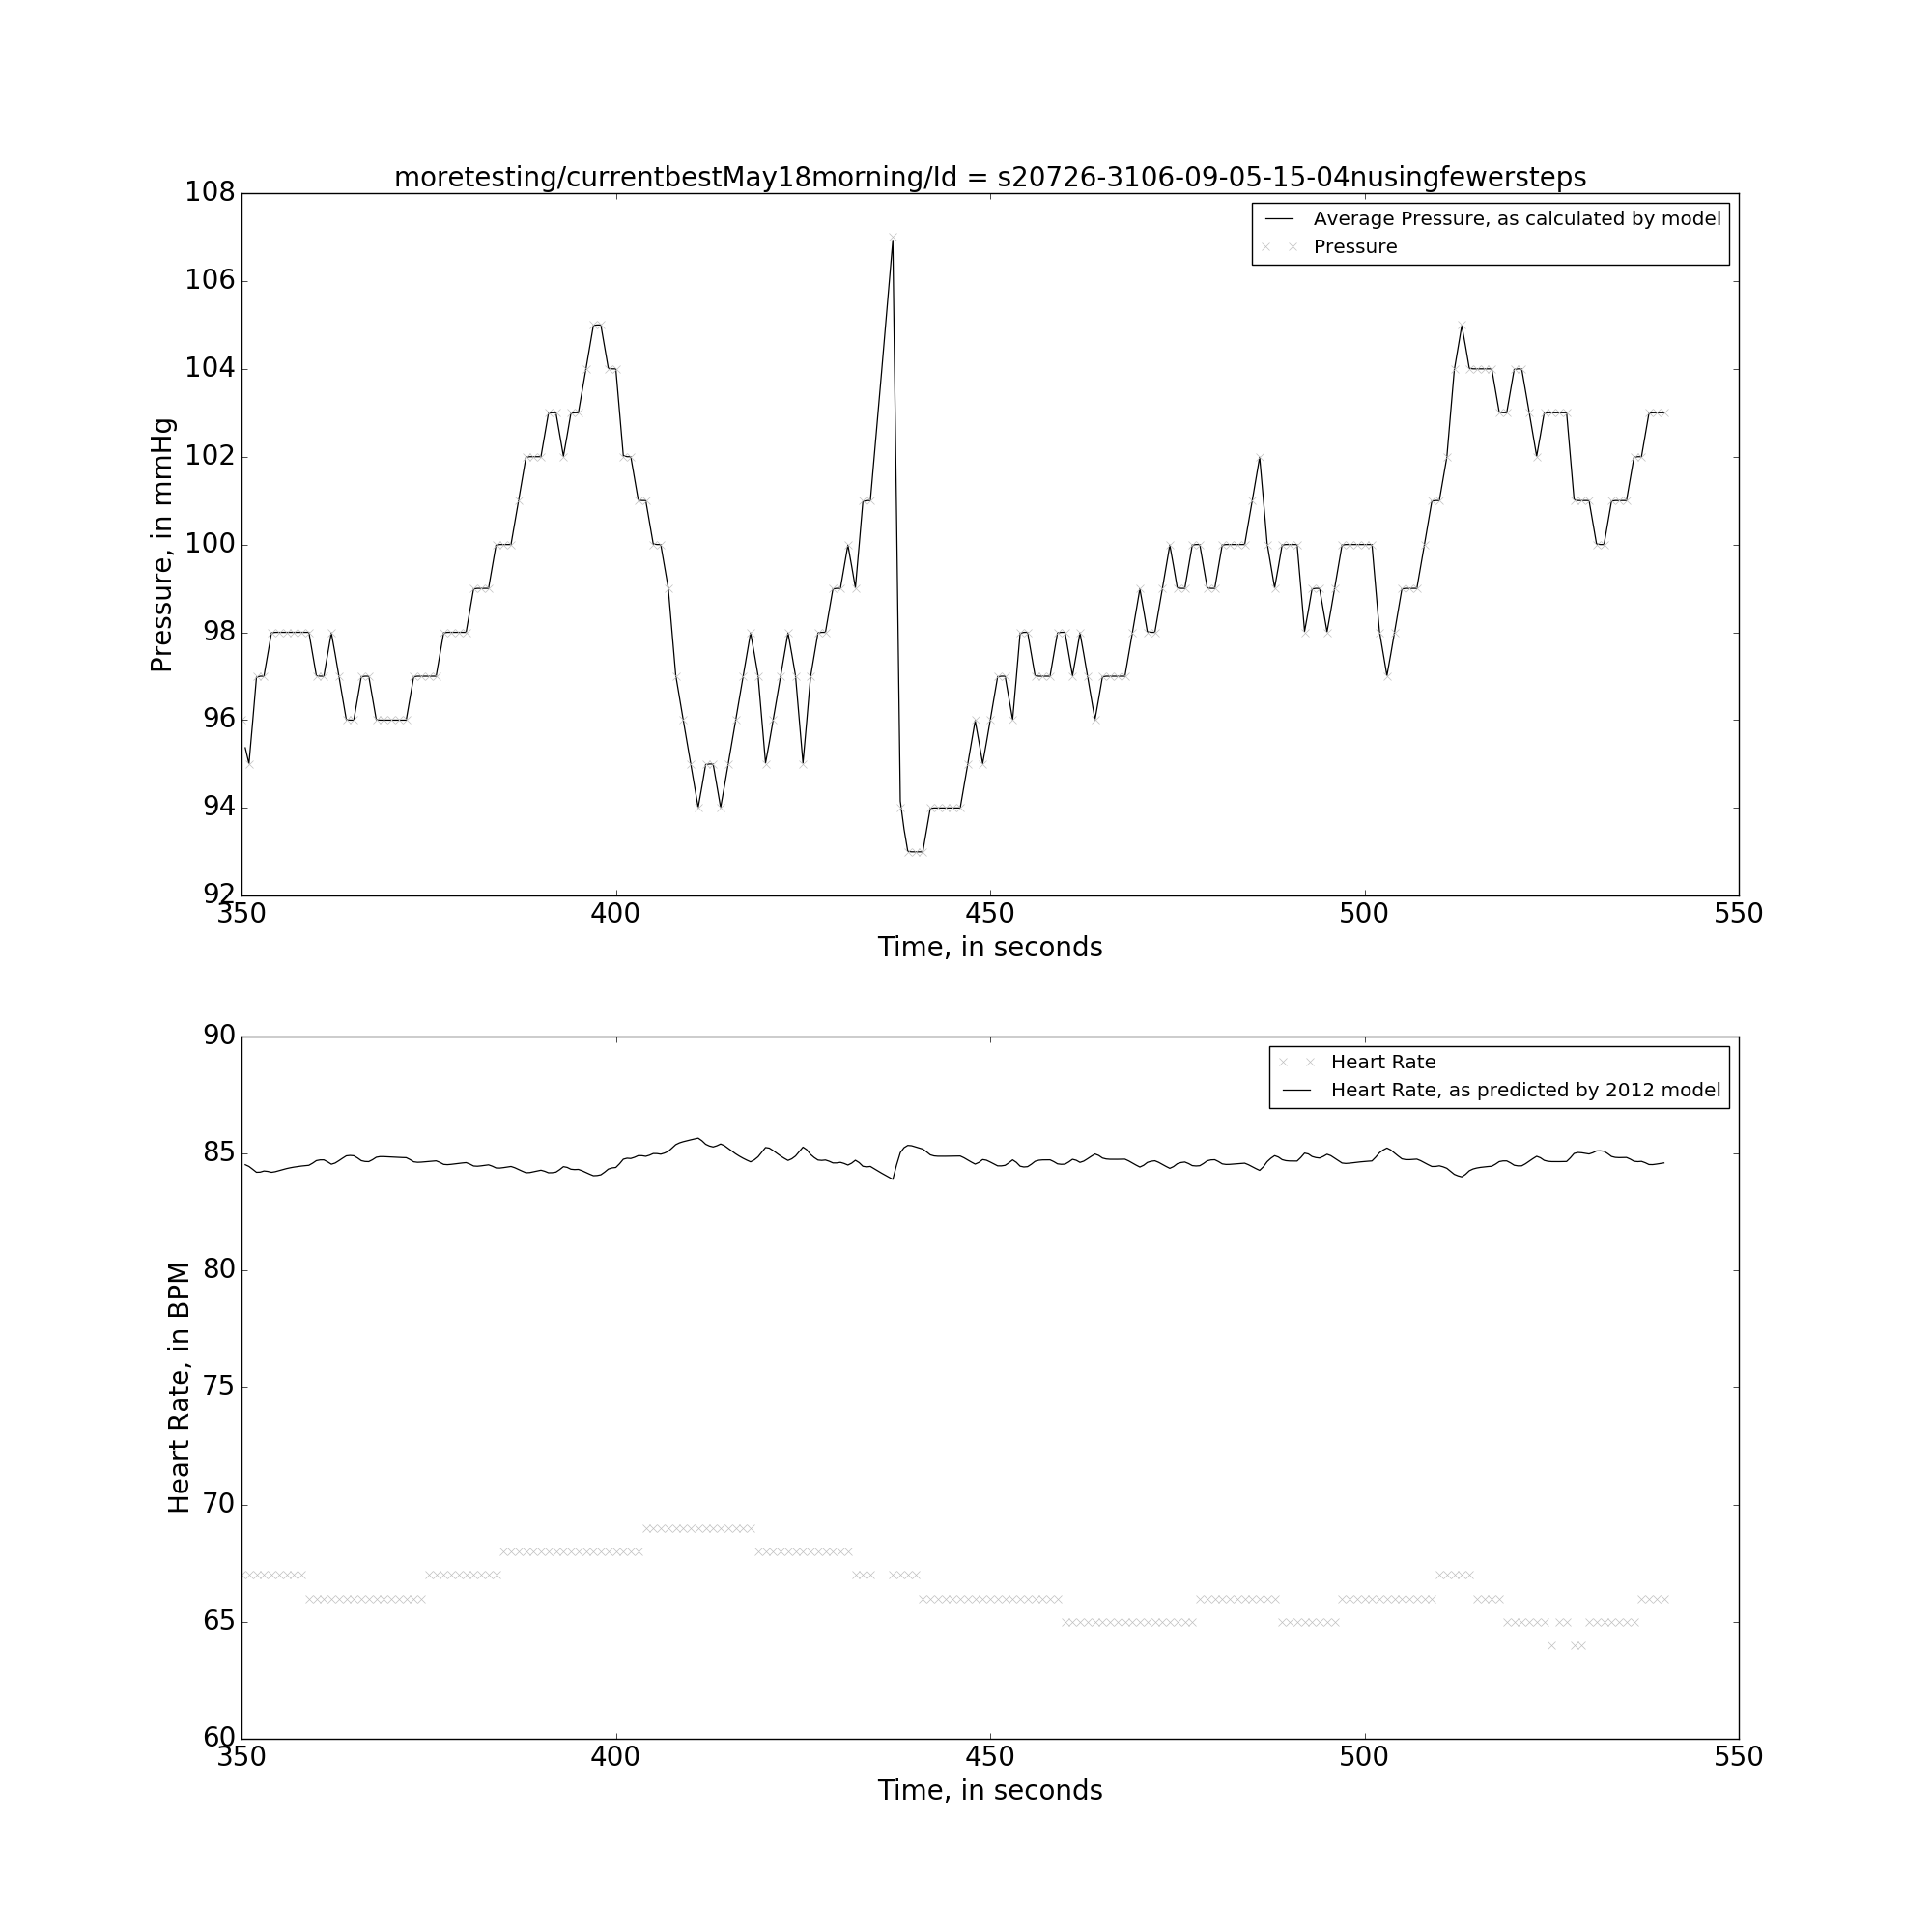 moretesting/currentbestMay18morning/Id = s20726-3106-09-05-15-04nusingfewersteps
108
106
104
102
100
98
96
94
92
Pressure, in mmHg
Average Pressure, as calculated by model
Pressure
350 400 450 500 550
Time, in seconds
90
85
80
75
70
65
60
Heart Rate, in BPM
Heart Rate
Heart Rate, as predicted by 2012 model
350 400 450 500 550
Time, in seconds